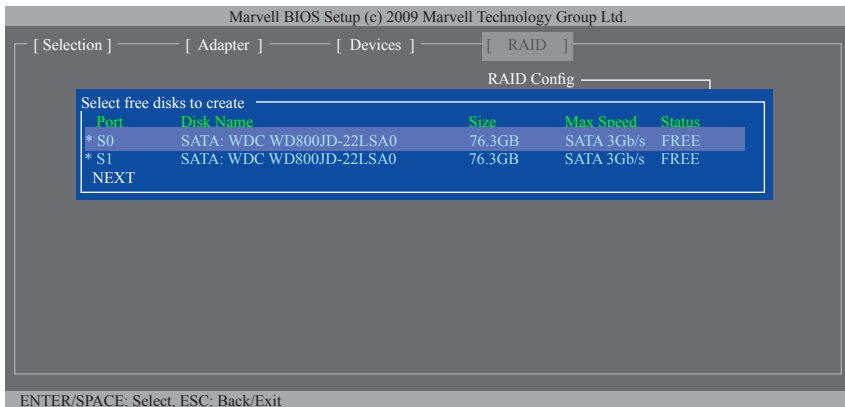 Marvell BIOS Setup (c) 2009 Marvell Technology Group Ltd.
[ Selection ] [ Adapter ] [ Devices ] [ RAID ]
RAID Config
Select free disks to create
Port Disk Name Size Max Speed Status
* S0 SATA: WDC WD800JD-22LSA0 76.3GB SATA 3Gb/s FREE
* S1 SATA: WDC WD800JD-22LSA0 76.3GB SATA 3Gb/s FREE
NEXT
ENTER/SPACE: Select, ESC: Back/Exit